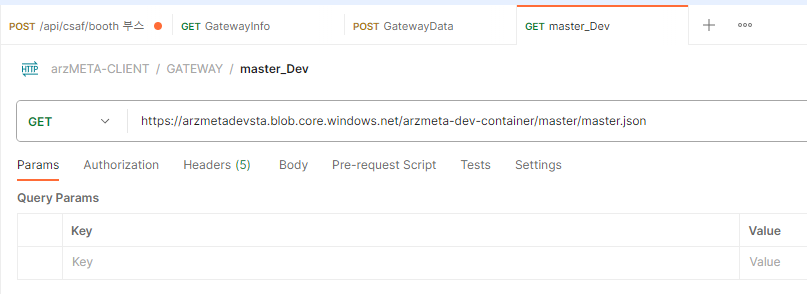 POST /api/csaf/booth 부스 GET GatewayInfo POST GatewayData GET master_Dev
HTTP arzMETA-CLIENT / GATEWAY / master_Dev
GET https://arzmetadevsta.blob.core.windows.net/arzmeta-dev-container/master/master.json
Params Authorization Headers (5) Body Pre-request Script Tests Settings
Query Params
Key Value
Key Value